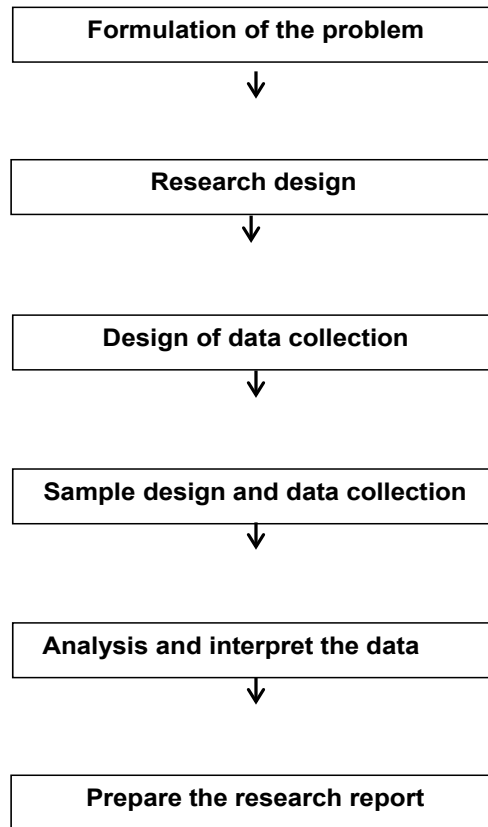 Formulation of the problem
Research design
Design of data collection
Sample design and data collection
Analysis and interpret the data
Prepare the research report